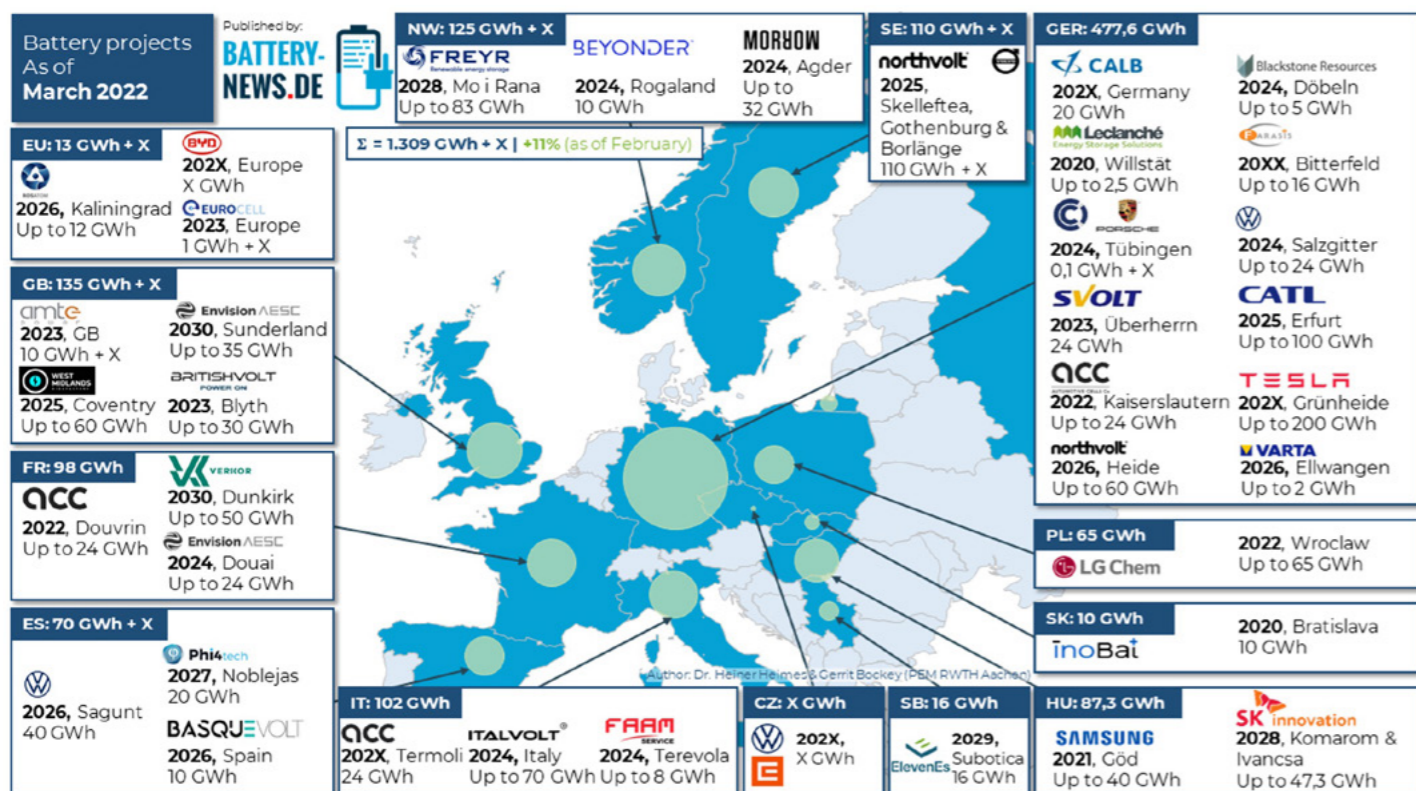 Battery projects
As of
March 2022
Published by:
BATTERY-
NEWS.DE
NW: 125 GWh + X
FREYR
Renewable energy storage
2028, Mo i Rana
Up to 83 GWh
BEYONDER
2024, Rogaland
10 GWh
MORROW
2024, Agder
Up to
32 GWh
SE: 110 GWh + X
northvolt
2025,
Skelleftea,
Gothenburg &
Borlänge
110 GWh + X
GER: 477,6 GWh
CALB
202X, Germany
20 GWh
Blackstone Resources
2024, Döbeln
Up to 5 GWh
Leclanché
Energy Storage Solutions
2020, Willstät
Up to 2,5 GWh
FARASIS
20XX, Bitterfeld
Up to 16 GWh
PORSCHE
2024, Tübingen
0,1 GWh + X
2024, Salzgitter
Up to 24 GWh
SVOLT
2023, Überherrn
24 GWh
CATL
2025, Erfurt
Up to 100 GWh
acc
2022, Kaiserslautern
Up to 24 GWh
TESLA
202X, Grünheide
Up to 200 GWh
northvolt
2026, Heide
Up to 60 GWh
VARTA
2026, Ellwangen
Up to 2 GWh
Σ = 1.309 GWh + X | +11% (as of February)
EU: 13 GWh + X
2026, Kaliningrad
Up to 12 GWh
BYD
202X, Europe
X GWh
EUROCELL
2023, Europe
1 GWh + X
GB: 135 GWh + X
amte
power
2023, GB
10 GWh + X
Envision AESC
2030, Sunderland
Up to 35 GWh
WEST
MIDLANDS
2025, Coventry
Up to 60 GWh
BRITISHVOLT
POWER ON
2023, Blyth
Up to 30 GWh
FR: 98 GWh
acc
2022, Douvrin
Up to 24 GWh
VERKOR
2030, Dunkirk
Up to 50 GWh
Envision AESC
2024, Douai
Up to 24 GWh
ES: 70 GWh + X
2026, Sagunt
40 GWh
Phi4tech
2027, Noblejas
20 GWh
BASQUEVOLT
2026, Spain
10 GWh
PL: 65 GWh
LG Chem
2022, Wroclaw
Up to 65 GWh
SK: 10 GWh
inoBat
2020, Bratislava
10 GWh
Author: Dr. Heiner Heimes & Gerrit Bockey (PEM RWTH Aachen)
IT: 102 GWh
acc
202X, Termoli
24 GWh
ITALVOLT
2024, Italy
Up to 70 GWh
FAAM
SERVICE
2024, Terevola
Up to 8 GWh
CZ: X GWh
202X,
X GWh
SB: 16 GWh
ElevenEs
2029,
Subotica
16 GWh
HU: 87,3 GWh
SAMSUNG
2021, Göd
Up to 40 GWh
SK innovation
2028, Komarom &
Ivancsa
Up to 47,3 GWh